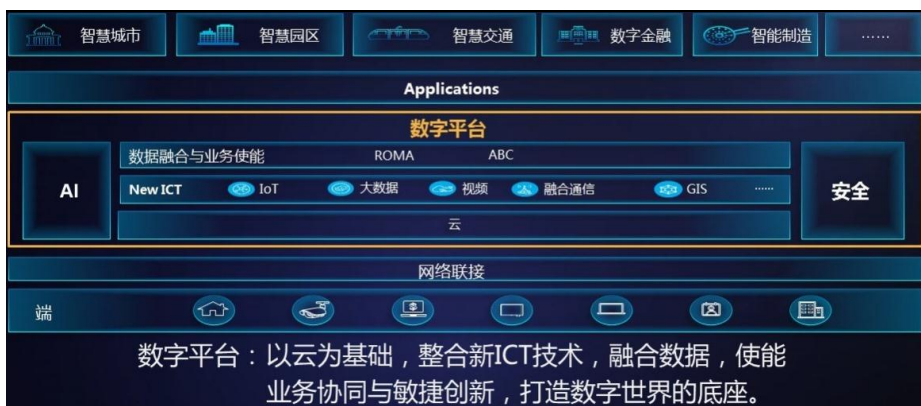 智慧城市 智慧园区 智慧交通 数字金融 智能制造 ……
Applications
数字平台
数据融合与业务使能 ROMA ABC
AI New ICT IoT 大数据 视频 融合通信 GIS …… 安全
云
网络联接
端
数字平台：以云为基础，整合新ICT技术，融合数据，使能
业务协同与敏捷创新，打造数字世界的底座。